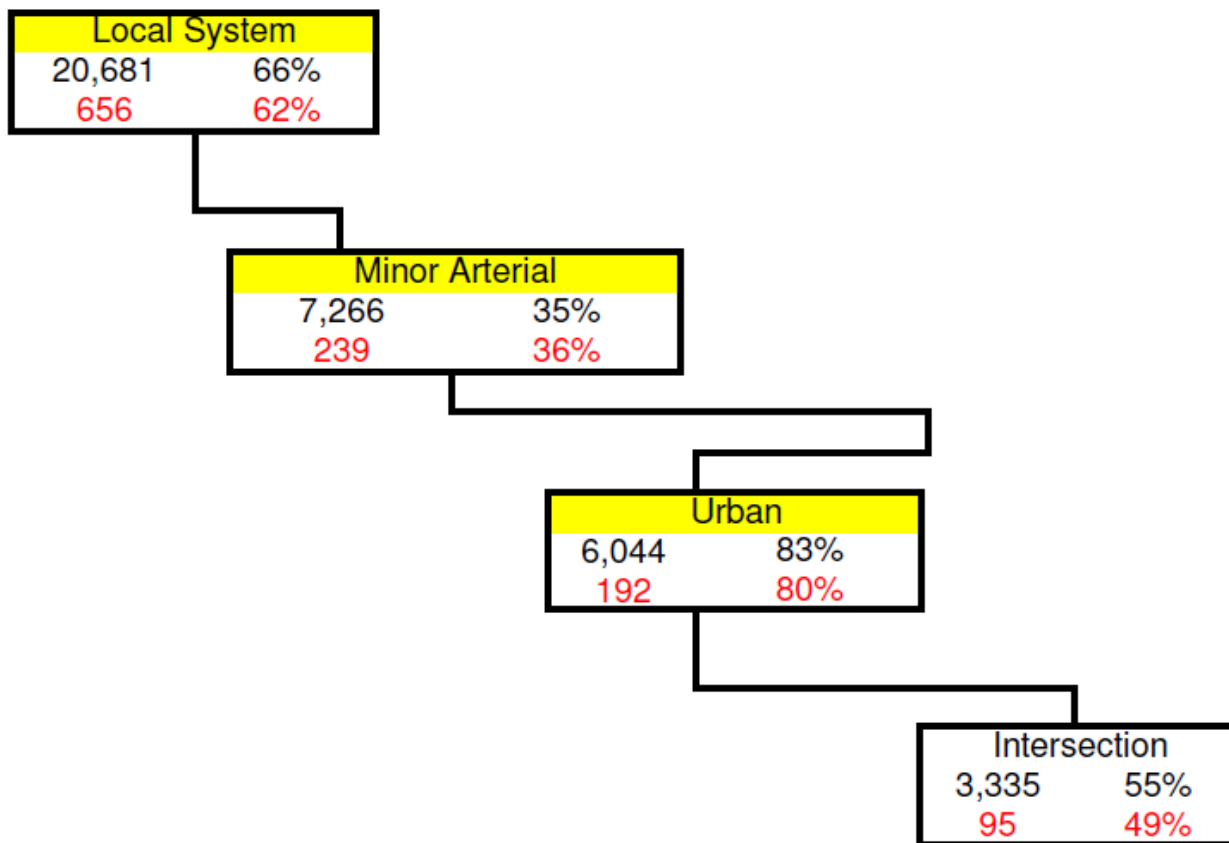 Local System
20,681 66%
656 62%
Minor Arterial
7,266 35%
239 36%
Urban
6,044 83%
192 80%
Intersection
3,335 55%
95 49%